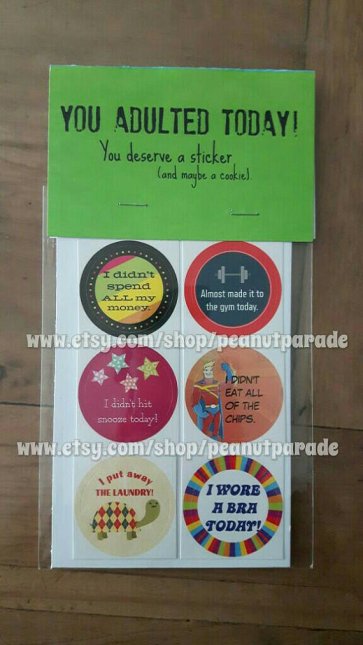 YOU ADULTED TODAY!
You deserve a sticker
(and maybe a cookie).
I didn't
spend
ALL my
money.
Almost made it to
the gym today.
www.etsy.com/shop/peanutparade
I didn't hit
snooze today!
I DIDN'T
EAT ALL
OF THE
CHIPS.
www.etsy.com/shop/peanutparade
I put away
THE LAUNDRY!
I WORE
A BRA
TODAY!